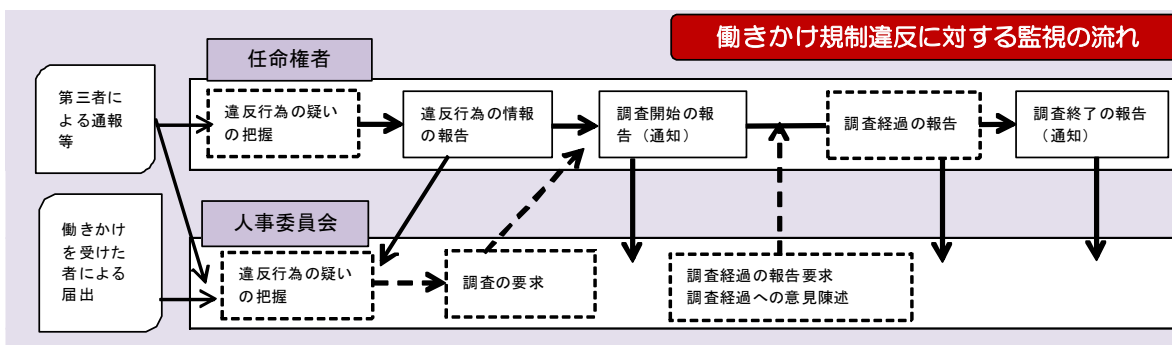 働きかけ規制違反に対する監視の流れ
任命権者
第三者に
よる通報
等
違反行為の疑い
の把握
違反行為の情報
の報告
調査開始の報
告（通知）
調査経過の報告
調査終了の報告
（通知）
人事委員会
働きかけ
を受けた
者による
届出
違反行為の疑い
の把握
調査の要求
調査経過の報告要求
調査経過への意見陳述